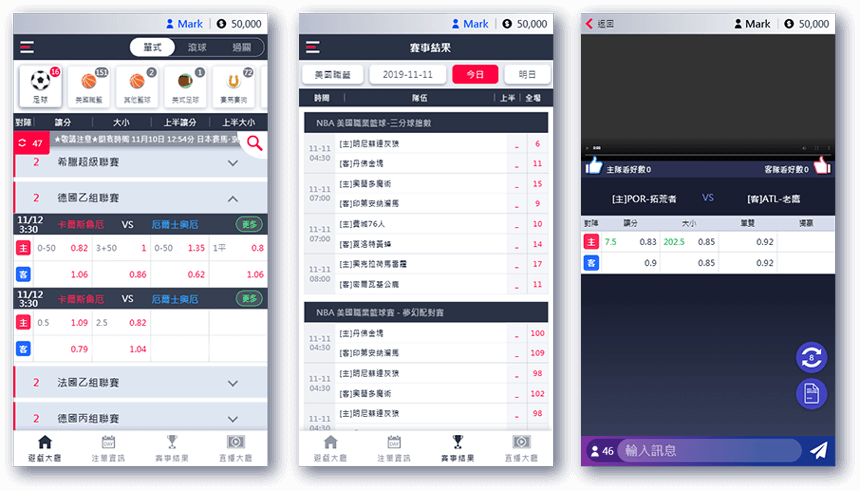 Mark 50,000
單式 滾球 過關
16 151 2 1 72
足球 美國職籃 其他籃球 美式足球 賽馬賽狗
對陣 讓分 大小 上半讓分 上半大小
47 ★敬請注意★關賽時間 11月10日 12:54分 日本賽馬-
2 希臘超級聯賽
2 德國乙組聯賽
11/12
3:30
卡爾斯魯厄 VS 厄爾士奧厄 更多
主 0-50 0.82 3+50 1 0-50 1.35 1平 0.8
客 1.06 0.86 0.62 1.06
11/12
3:30
卡爾斯魯厄 VS 厄爾士奧厄 更多
主 0.5 1.09 2.5 0.82
客 0.79 1.04
2 法國乙組聯賽
2 德國丙組聯賽
DAY
遊戲大廳 注單資訊 賽事結果 直播大廳
Mark 50,000
賽事結果
美國職籃 2019-11-11 今日 明日
時間 隊伍 上半 全場
NBA 美國職業籃球-三分球總數
11-11
04:30
[主]明尼蘇達灰狼 - 6
[客]丹佛金塊 - 11
11-11
07:00
[主]奧蘭多魔術 - 15
[客]印第安納溜馬 - 9
11-11
07:00
[主]費城76人 - 10
[客]夏洛特黃蜂 - 14
11-11
08:00
[主]奧克拉荷馬雷霆 - 17
[客]密爾瓦基公鹿 - 11
NBA 美國職業籃球賽 - 夢幻配對賽
11-11
04:30
[主]丹佛金塊 - 100
[客]印第安納溜馬 - 109
11-11
04:30
[主]明尼蘇達灰狼 - 98
[客]奧蘭多魔術 - 102
11-11
04:30
[主]明尼蘇達灰狼 - 98
DAY
遊戲大廳 注單資訊 賽事結果 直播大廳
返回 Mark 50,000
0:00
主隊看好數0 客隊看好數0
[主]POR-拓荒者 VS [客]ATL-老鷹
對陣 讓分 大小 單雙 獨贏
主 7.5 0.83 202.5 0.85 0.92
客 0.9 0.85 0.92
8
46 輸入訊息